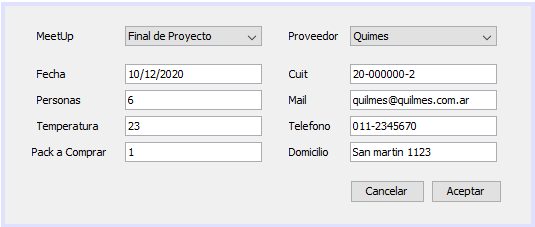 MeetUp Final de Proyecto Proveedor Quimes
Fecha 10/12/2020 Cuit 20-000000-2
Personas 6 Mail quilmes@quilmes.com.ar
Temperatura 23 Telefono 011-2345670
Pack a Comprar 1 Domicilio San martin 1123
Cancelar Aceptar